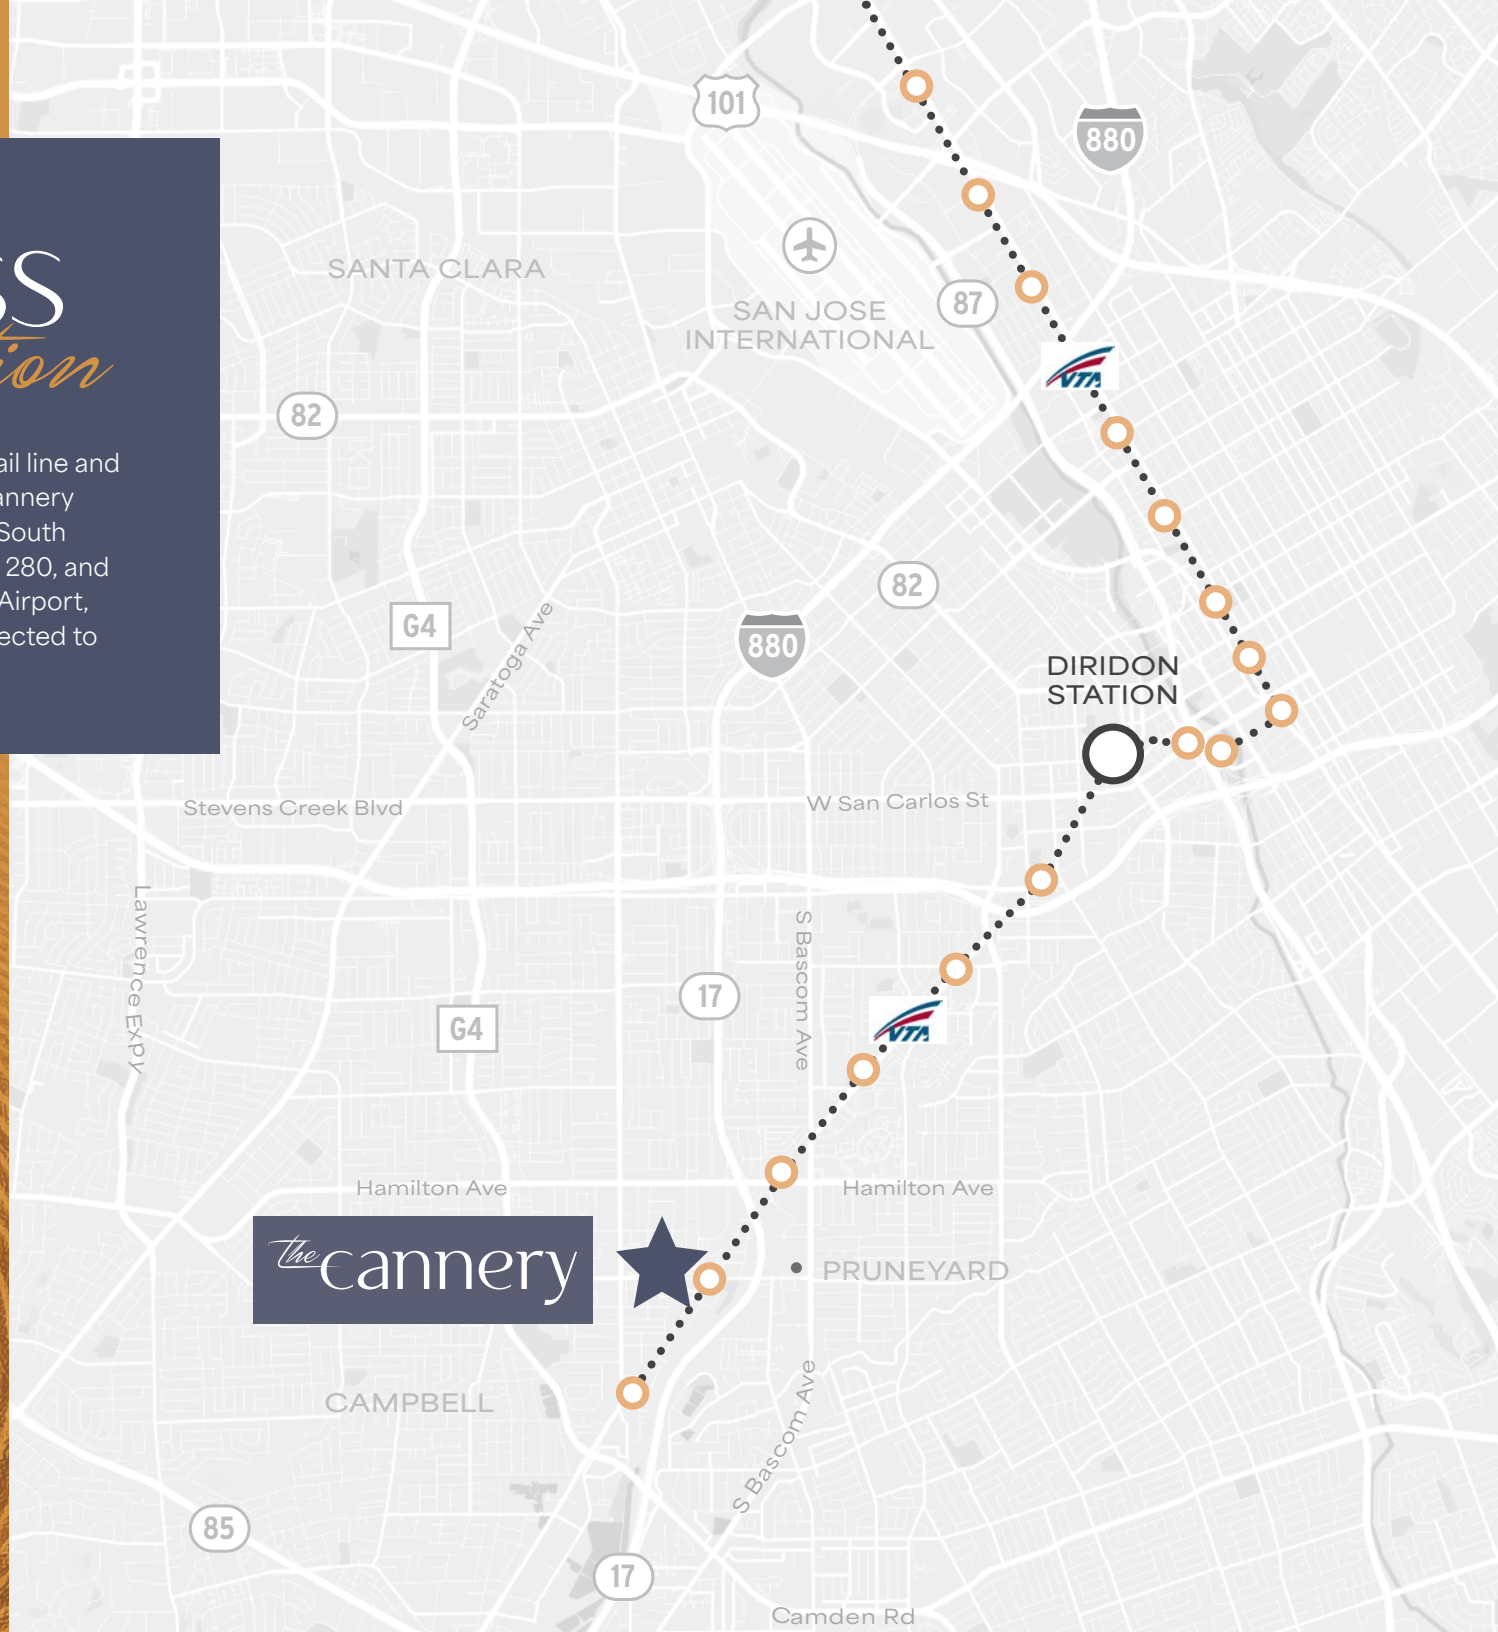 101
880
SANTA CLARA
SAN JOSE
INTERNATIONAL
87
VTA
82
ail line and
annery
South
280, and
Airport,
ected to
82
G4
Saratoga Ave
880
DIRIDON
STATION
Stevens Creek Blvd
W San Carlos St
Lawrence Expy
S Bascom Ave
17
G4
VTA
Hamilton Ave
Hamilton Ave
the cannery
PRUNEYARD
CAMPBELL
S Bascom Ave
85
17
Camden Rd